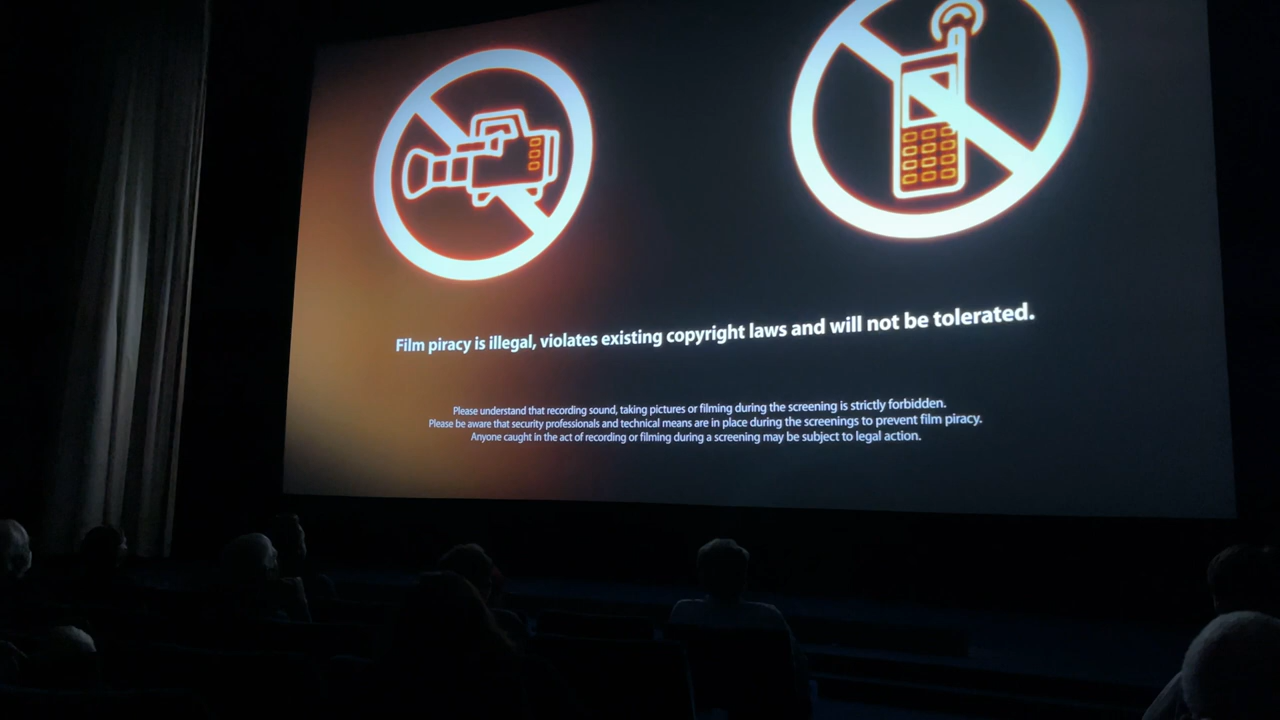 Film piracy is illegal, violates existing copyright laws and will not be tolerated.
Please understand that recording sound, taking pictures or filming during the screening is strictly forbidden.
Please be aware that security professionals and technical means are in place during the screenings to prevent film piracy.
Anyone caught in the act of recording or filming during a screening may be subject to legal action.